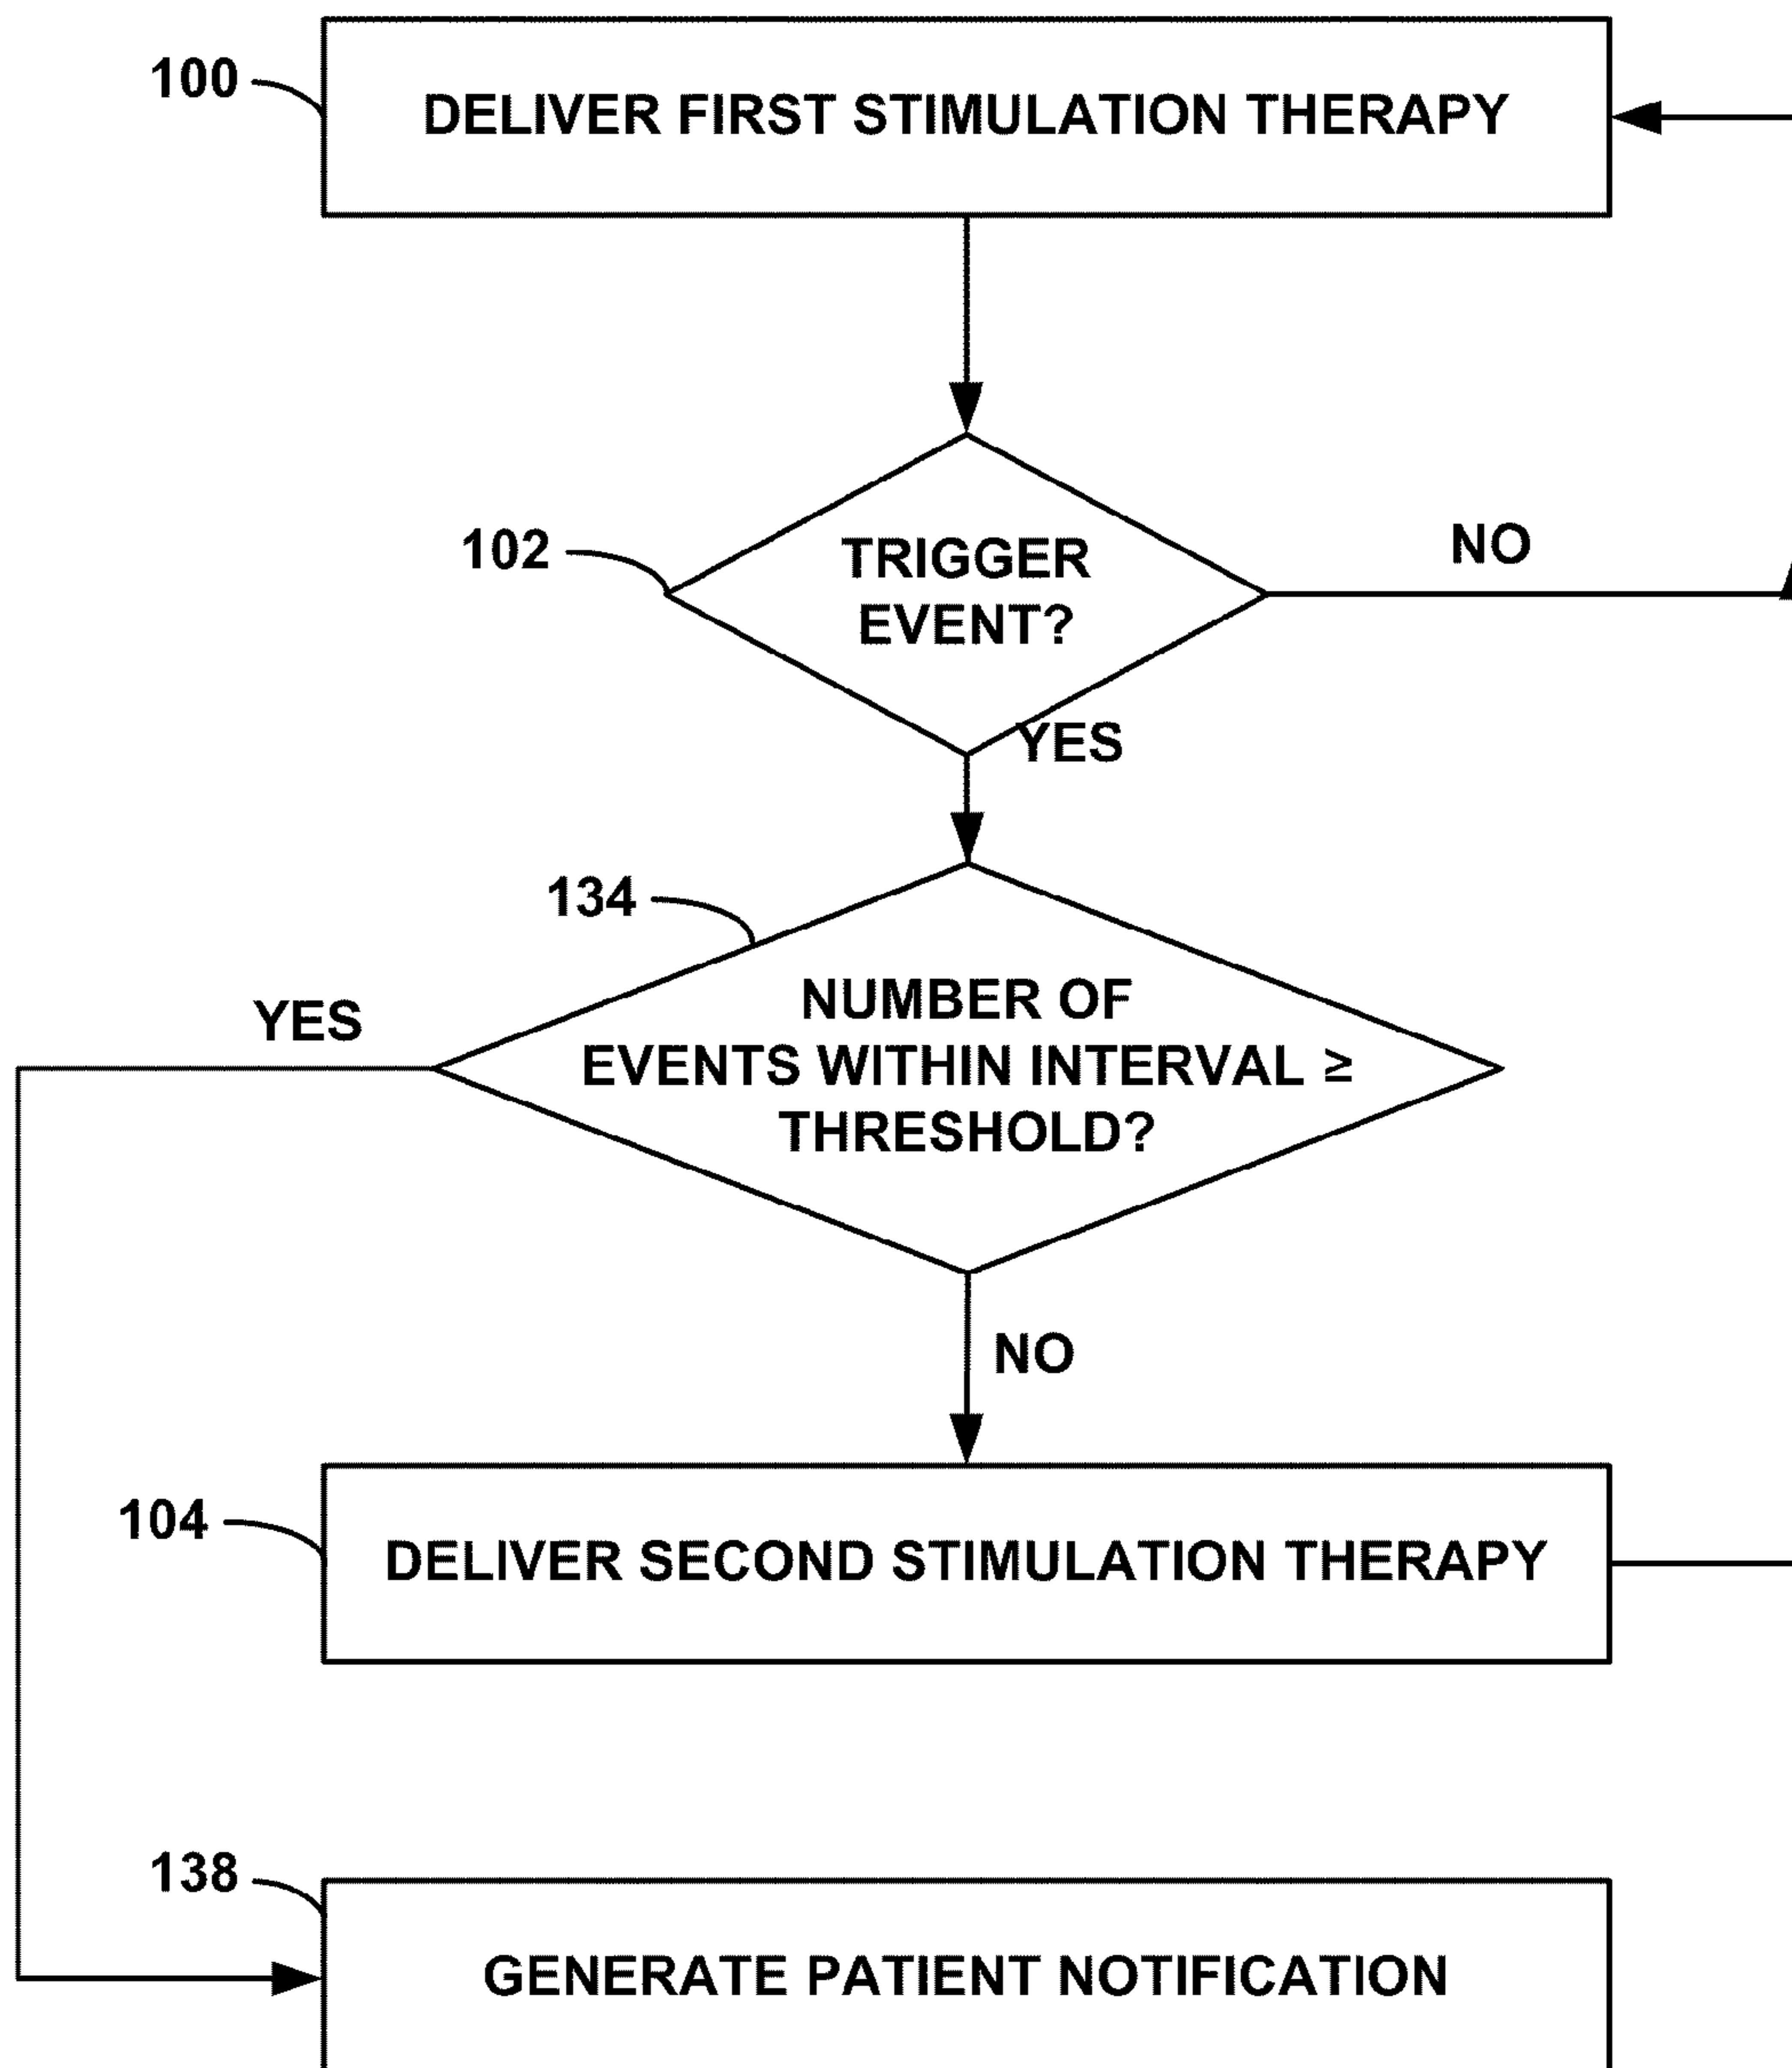 100
DELIVER FIRST STIMULATION THERAPY
102
TRIGGER
EVENT?
NO
YES
134
NUMBER OF
EVENTS WITHIN INTERVAL ≥
THRESHOLD?
YES
NO
104
DELIVER SECOND STIMULATION THERAPY
138
GENERATE PATIENT NOTIFICATION